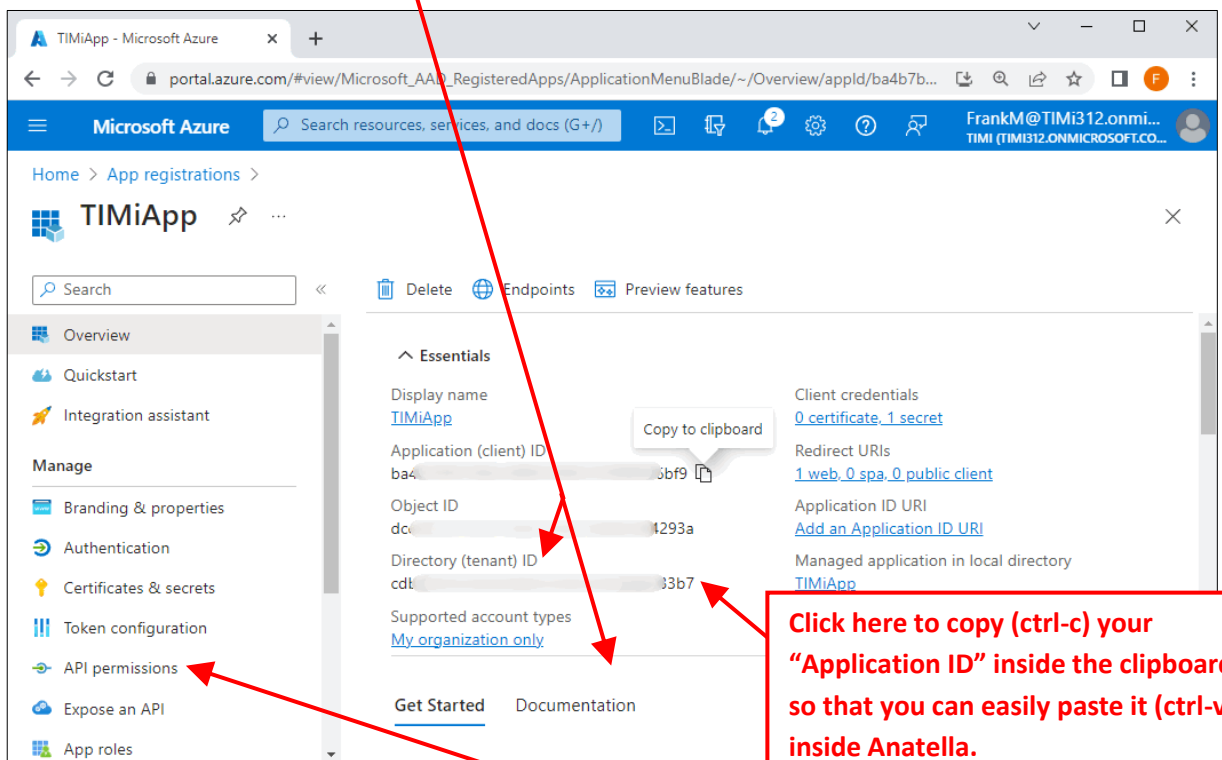 TIMiApp - Microsoft Azure
portal.azure.com/#view/Microsoft_AAD_RegisteredApps/ApplicationMenuBlade/~/Overview/appId/ba4b7b...
F
Microsoft Azure
Search resources, services, and docs (G+/)
2
FrankM@TIMi312.onmi...
TIMI (TIMI312.ONMICROSOFT.CO...
Home > App registrations >
TIMiApp
Search
Delete
Endpoints
Preview features
Overview
Quickstart
Integration assistant
Manage
Branding & properties
Authentication
Certificates & secrets
Token configuration
API permissions
Expose an API
App roles
Essentials
Display name
TIMiApp
Copy to clipboard
Application (client) ID
ba4 6bf9
Object ID
dc 4293a
Directory (tenant) ID
cdb 33b7
Supported account types
My organization only
Client credentials
0 certificate, 1 secret
Redirect URIs
1 web, 0 spa, 0 public client
Application ID URI
Add an Application ID URI
Managed application in local directory
TIMiApp
Get Started Documentation
Click here to copy (ctrl-c) your
“Application ID” inside the clipboard
so that you can easily paste it (ctrl-v
inside Anatella.